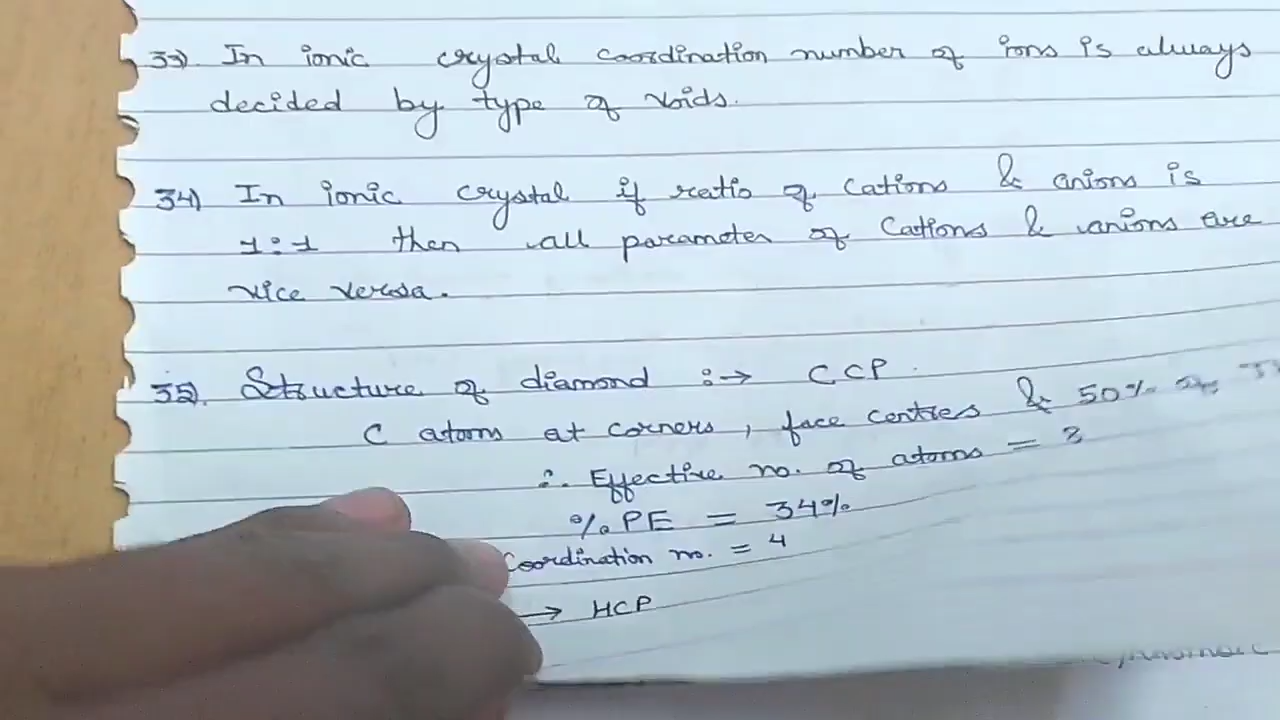 33). In ionic crystal coordination number of ions is always
decided by type of voids.
34) In ionic crystal if ratio of cations & anions is
1:1 then all parameter of cations & anions are
vice versa.
35). Structure of diamond :→ CCP.
C atoms at corners, face centres & 50% of
∴ Effective no. of atoms = 8
% PE = 34%
Coordination no. = 4
→ HCP